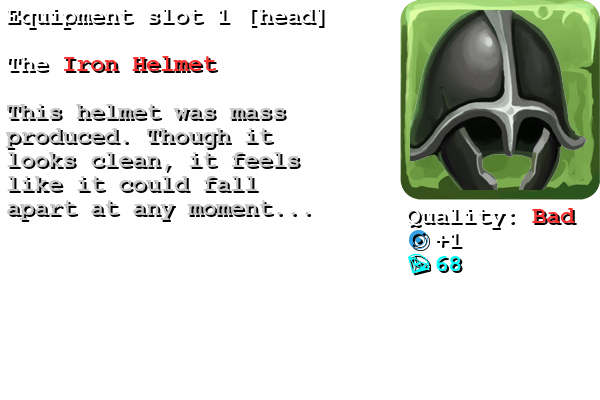 Equipment slot 1 [head]
The Iron Helmet
This helmet was mass
produced. Though it
looks clean, it feels
like it could fall
apart at any moment...
Quality: Bad
+1
68